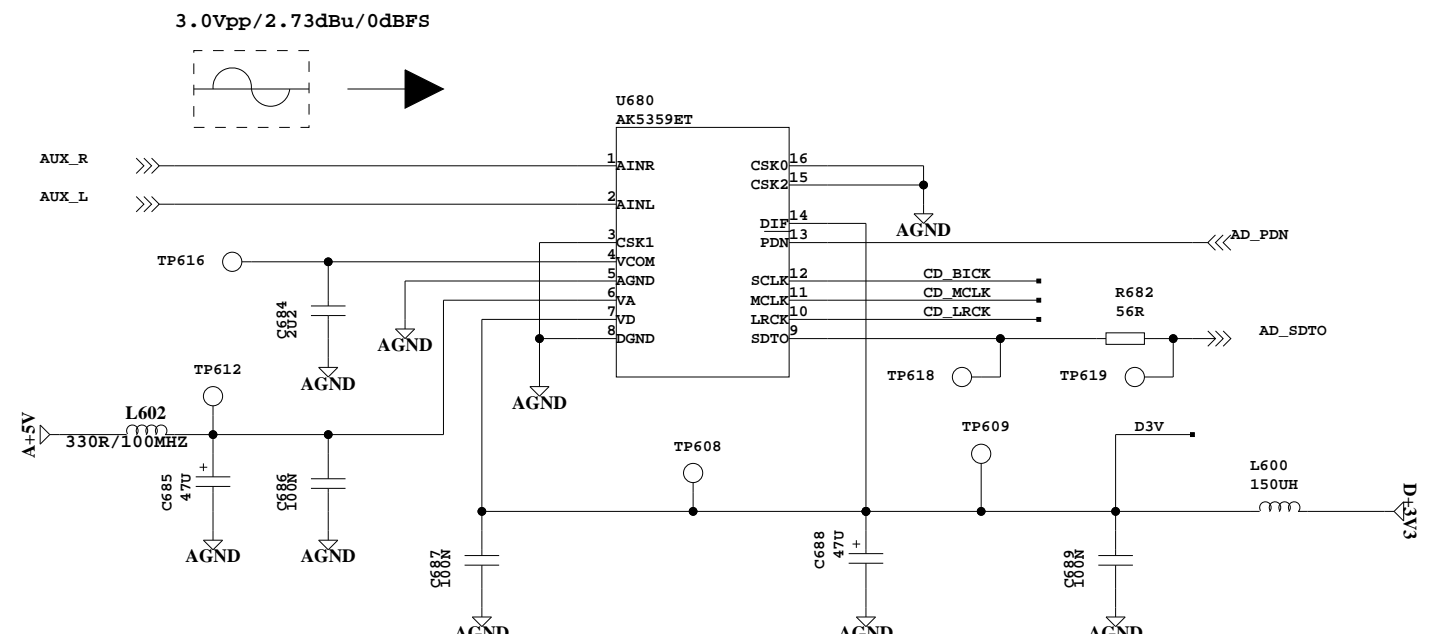 3.0Vpp/2.73dBu/0dBFS
U680
AK5359ET
AUX_R
1
AINR
CSK0
16
CSK2
15
AUX_L
2
AINL
DIF
14
AGND
3
CSK1
PDN
13
AD_PDN
TP616
4
VCOM
5
AGND
SCLK
12
CD_BICK
6
VA
MCLK
11
CD_MCLK
R682
56R
C684
2U2
7
VD
LRCK
10
CD_LRCK
8
DGND
SDTO
9
AD_SDTO
AGND
TP612
AGND
TP618
TP619
AGND
A+5V
L602
330R/100MHZ
TP608
TP609
D3V
L600
150UH
D+3V3
C685
47U
+
C686
100N
AGND
AGND
C687
100N
C688
47U
+
C689
100N
AGND
AGND
AGND